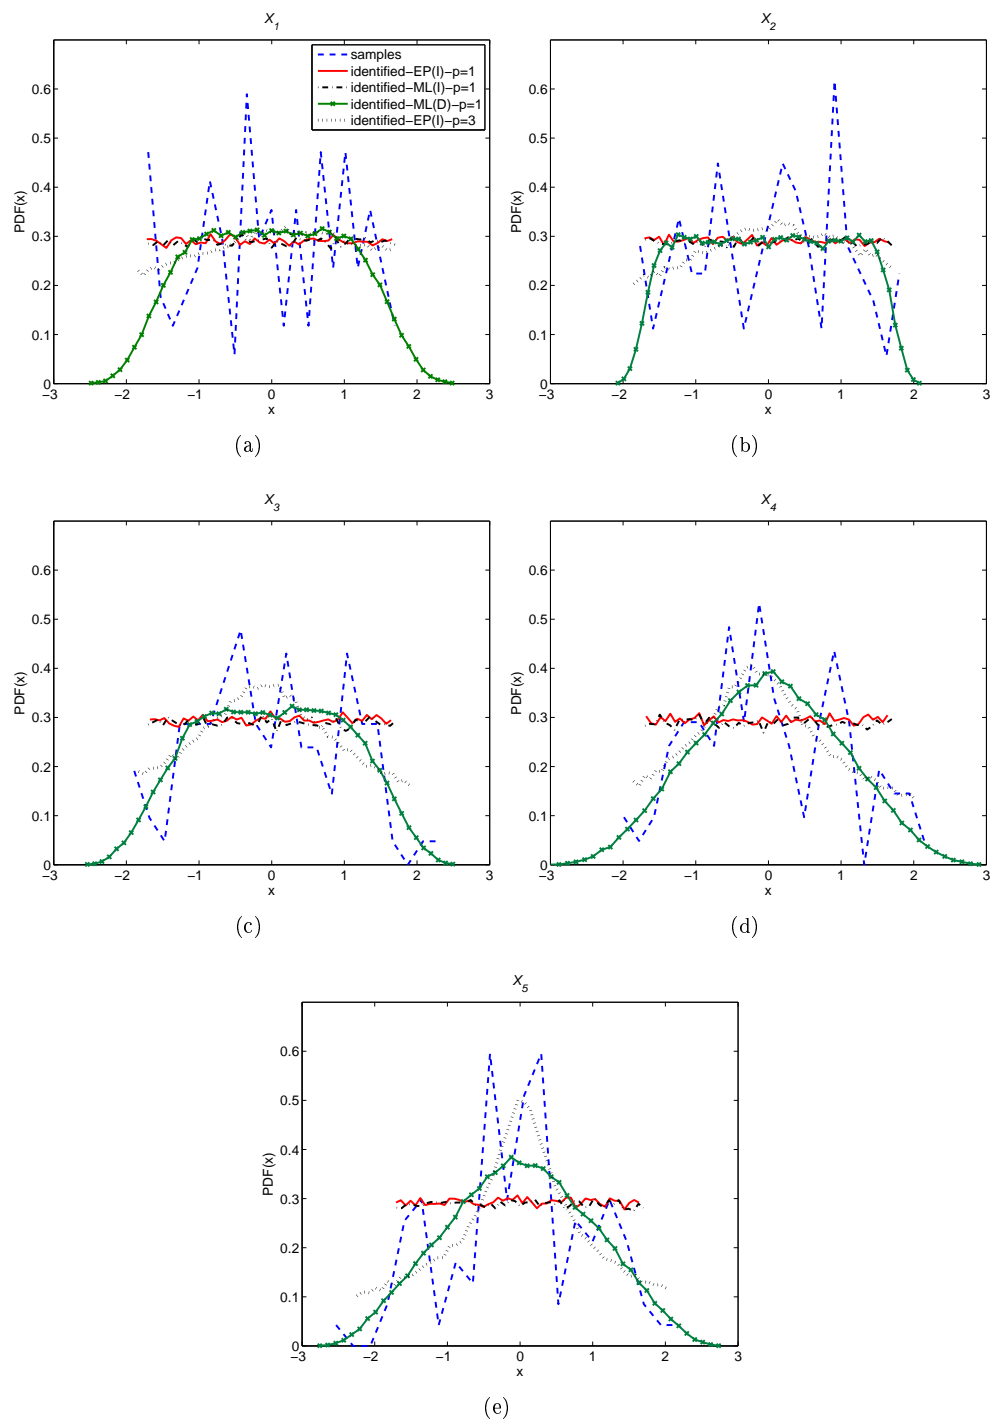 X1
X2
PDF(x)
0.6
0.5
0.4
0.3
0.2
0.1
0
−3
−2
−1
0
1
2
3
x
samples
identified−EP(I)−p=1
identified−ML(I)−p=1
identified−ML(D)−p=1
identified−EP(I)−p=3
PDF(x)
0.6
0.5
0.4
0.3
0.2
0.1
0
−3
−2
−1
0
1
2
3
x
(a)
(b)
X3
X4
PDF(x)
0.6
0.5
0.4
0.3
0.2
0.1
0
−3
−2
−1
0
1
2
3
x
PDF(x)
0.6
0.5
0.4
0.3
0.2
0.1
0
−3
−2
−1
0
1
2
3
x
(c)
(d)
X5
PDF(x)
0.6
0.5
0.4
0.3
0.2
0.1
0
−3
−2
−1
0
1
2
3
x
(e)